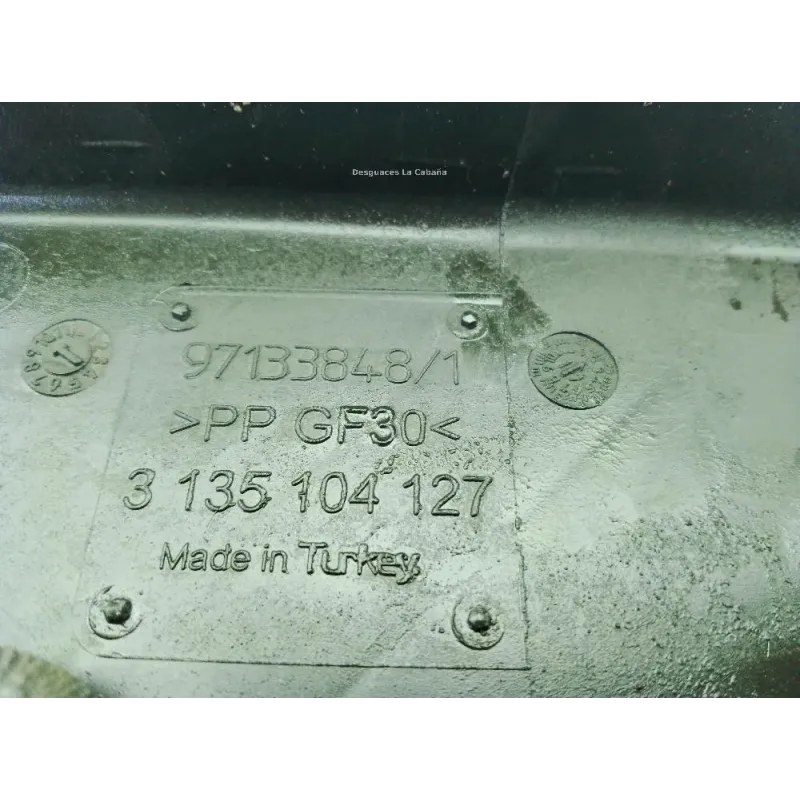 Desguaces La Cabaña
97133848/1
>PP GF30<
3 135 104 127
Made in Turkey